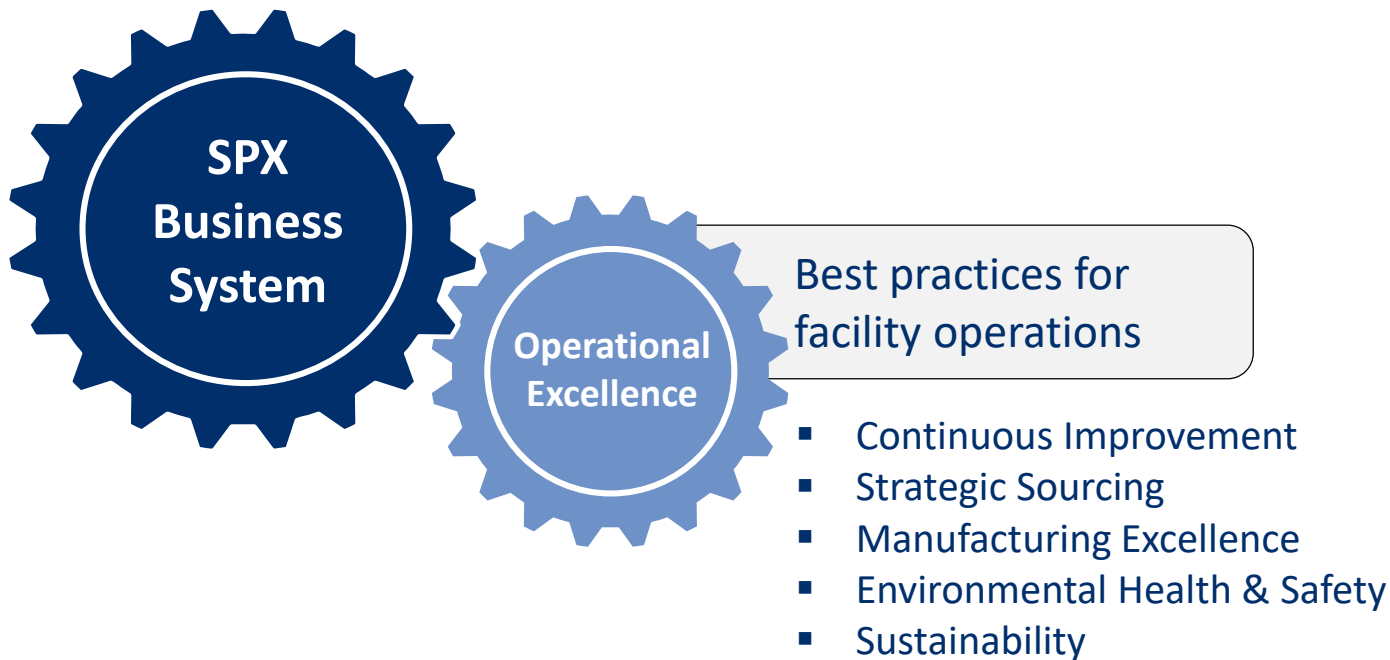 SPX
Business
System
Operational
Excellence
Best practices for
facility operations
▪ Continuous Improvement
▪ Strategic Sourcing
▪ Manufacturing Excellence
▪ Environmental Health & Safety
▪ Sustainability